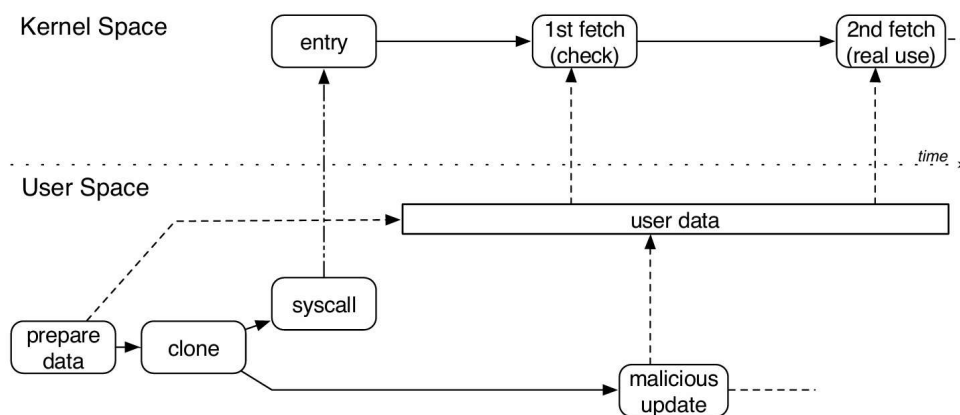 Kernel Space
entry
1st fetch
(check)
2nd fetch
(real use)
time
User Space
user data
syscall
prepare
data
clone
malicious
update